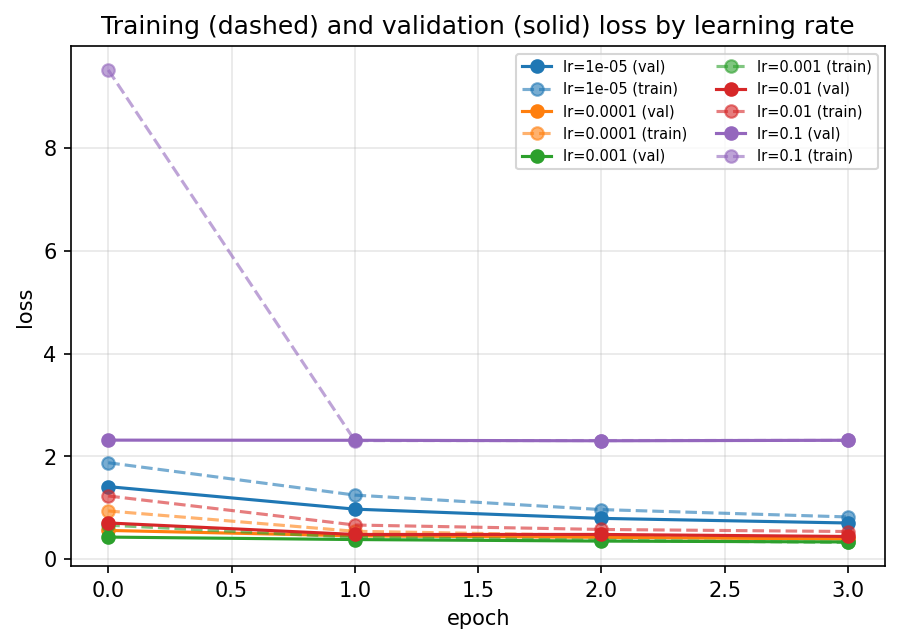 Training (dashed) and validation (solid) loss by learning rate
lr=1e-05 (val)
lr=1e-05 (train)
lr=0.0001 (val)
lr=0.0001 (train)
lr=0.001 (val)
lr=0.001 (train)
lr=0.01 (val)
lr=0.01 (train)
lr=0.1 (val)
lr=0.1 (train)
loss
8
6
4
2
0
0.0 0.5 1.0 1.5 2.0 2.5 3.0
epoch